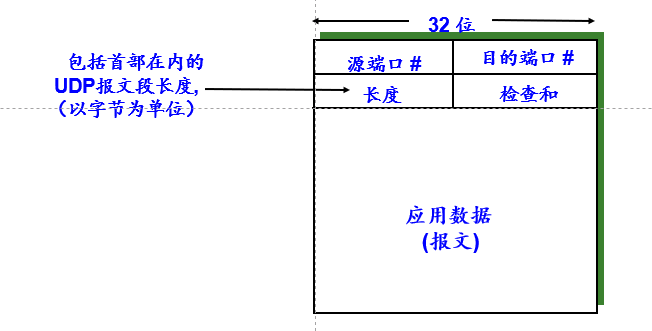 32 位
包括首部在内的
UDP报文段长度,
（以字节为单位）
源端口 #
目的端口 #
长度
检查和
应用数据
(报文)